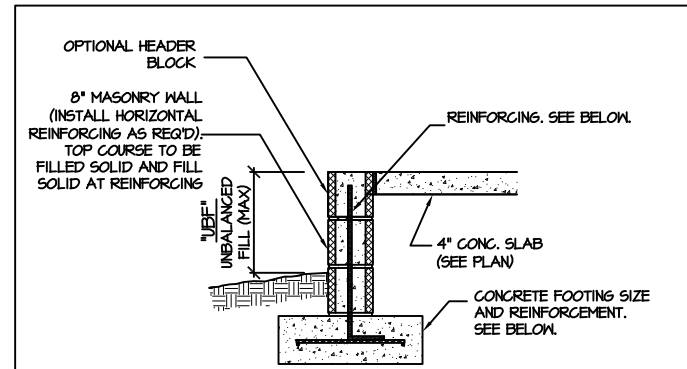 OPTIONAL HEADER
BLOCK
8" MASONRY WALL
(INSTALL HORIZONTAL
REINFORCING AS REQ'D).
TOP COURSE TO BE
FILLED SOLID AND FILL
SOLID AT REINFORCING
"UBF"
UNBALANCED
FILL (MAX)
REINFORCING. SEE BELOW.
4" CONC. SLAB
(SEE PLAN)
CONCRETE FOOTING SIZE
AND REINFORCEMENT.
SEE BELOW.